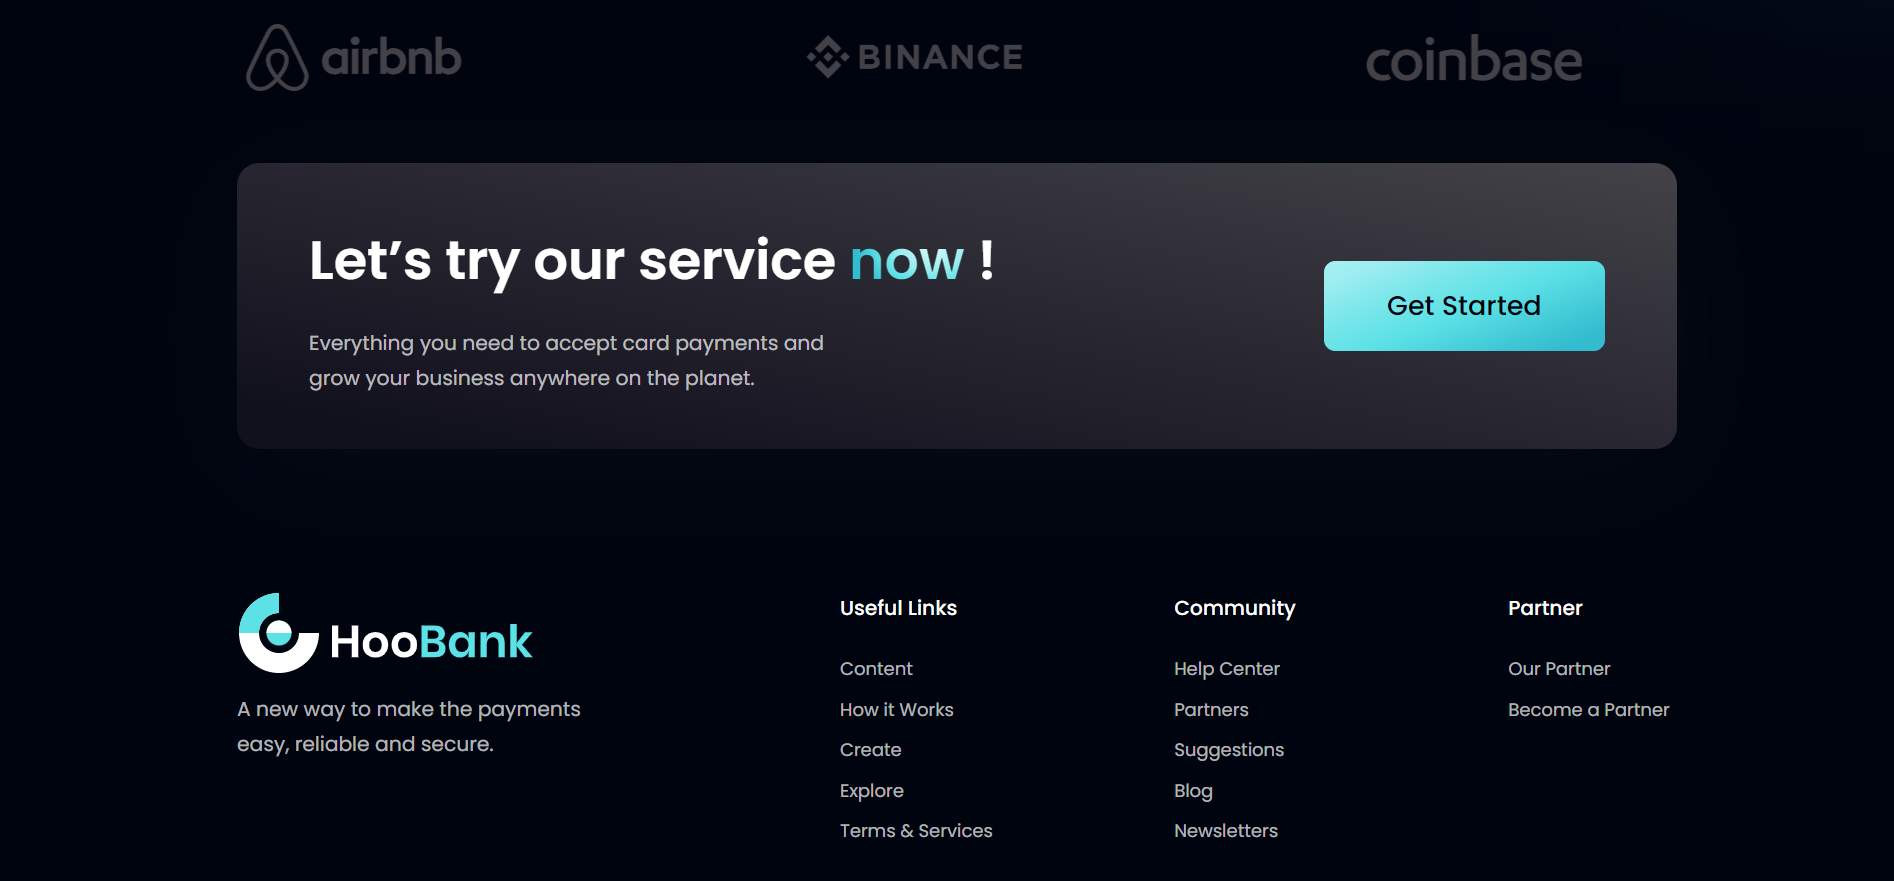 airbnb
BINANCE
coinbase
Let’s try our service now !
Everything you need to accept card payments and
grow your business anywhere on the planet.
Get Started
HooBank
A new way to make the payments
easy, reliable and secure.
Useful Links
Content
How it Works
Create
Explore
Terms & Services
Community
Help Center
Partners
Suggestions
Blog
Newsletters
Partner
Our Partner
Become a Partner